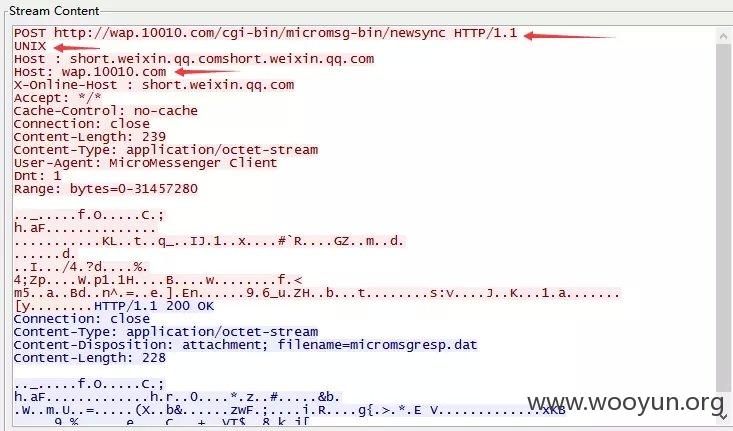 Stream Content
POST http://wap.10010.com/cgi-bin/micromsg-bin/newsync HTTP/1.1
UNIX
Host : short.weixin.qq.comshort.weixin.qq.com
Host: wap.10010.com
X-Online-Host : short.weixin.qq.com
Accept: */*
Cache-Control: no-cache
Connection: close
Content-Length: 239
Content-Type: application/octet-stream
User-Agent: MicroMessenger Client
Dnt: 1
Range: bytes=0-31457280
.._.....f.O.....C.;
h.aF..............
...........KL..t..q_..IJ.1..x....#`R....GZ..m..d.
......d.
..I.../4.?d....%.
4;Zp....W.p1.1H....B....w........f.<
m5..a..Bd..n^.=..e.].En......9.6_u.ZH..b...t........s:v....J..K...1.a.......
[y........HTTP/1.1 200 OK
Connection: close
Content-Type: application/octet-stream
Content-Disposition: attachment; filename=micromsgresp.dat
Content-Length: 228
.._.....f.O.....C.;
h.aF.............h.r..O....*.z..#.....&b.
.W..m.U..=.....(X..b&......zwF.;....i.R....g{.>.*.E V.............xKB
www.wooyun.org